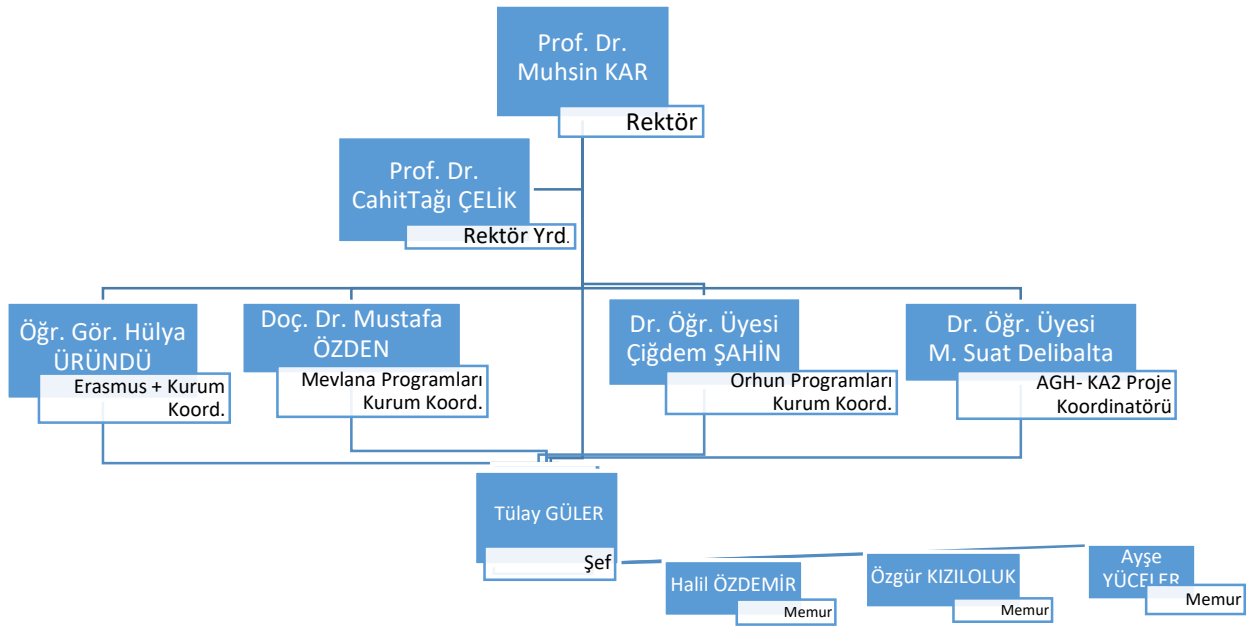 Prof. Dr.
Muhsin KAR
Rektör
Prof. Dr.
CahitTağı ÇELİK
Rektör Yrd.
Öğr. Gör. Hülya
ÜRÜNDÜ
Erasmus + Kurum
Koord.
Doç. Dr. Mustafa
ÖZDEN
Mevlana Programları
Kurum Koord.
Dr. Öğr. Üyesi
Çiğdem ŞAHİN
Orhun Programları
Kurum Koord.
Dr. Öğr. Üyesi
M. Suat Delibalta
AGH- KA2 Proje
Koordinatörü
Tülay GÜLER
Şef
Halil ÖZDEMİR
Memur
Özgür KIZILOLUK
Memur
Ayşe
YÜCELER
Memur